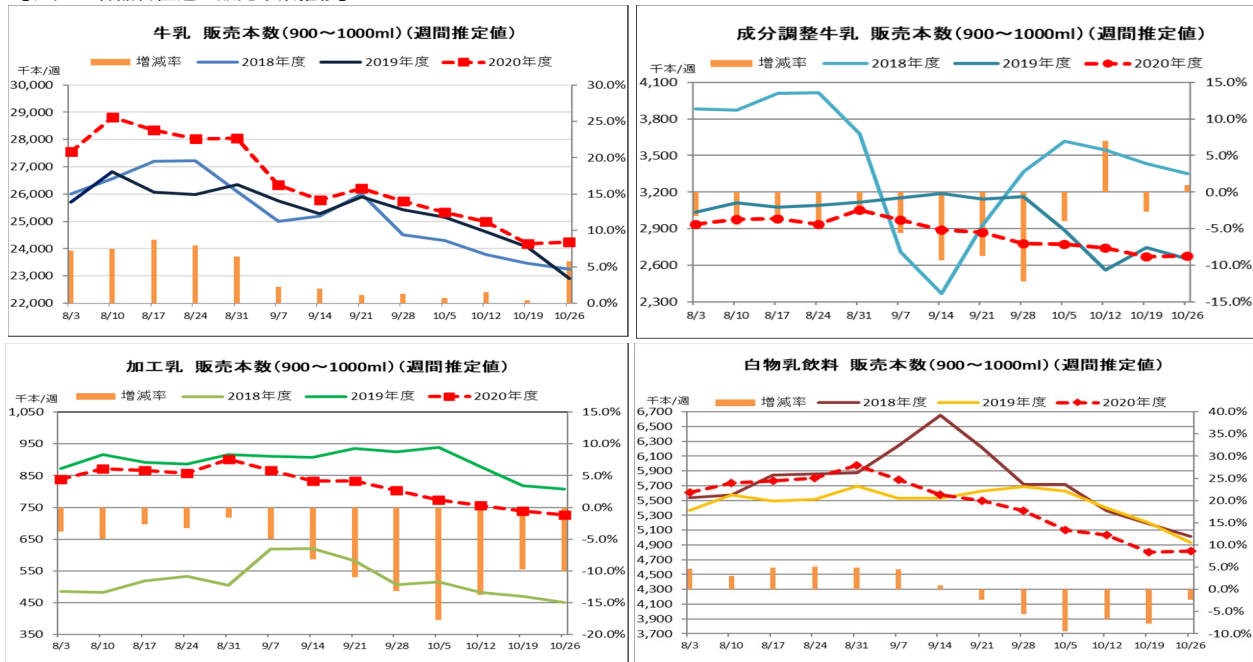 牛乳 販売本数(900～1000ml)(週間推定値)
千本/週
増減率 2018年度 2019年度 2020年度
30,000 30.0%
29,000 25.0%
28,000
27,000 20.0%
26,000 15.0%
25,000 10.0%
24,000
23,000 5.0%
22,000 0.0%
8/3 8/10 8/17 8/24 8/31 9/7 9/14 9/21 9/28 10/5 10/12 10/19 10/26
成分調整牛乳 販売本数(900～1000ml)(週間推定値)
増減率 2018年度 2019年度 2020年度
千本/週
4,100 15.0%
3,800 10.0%
3,500 5.0%
3,200 0.0%
2,900 -5.0%
2,600 -10.0%
2,300 -15.0%
8/3 8/10 8/17 8/24 8/31 9/7 9/14 9/21 9/28 10/5 10/12 10/19 10/26
加工乳 販売本数(900～1000ml)(週間推定値)
千本/週
増減率 2018年度 2019年度 2020年度
1,050 15.0%
950 10.0%
850 5.0%
750 0.0%
650 -5.0%
550 -10.0%
450 -15.0%
350 -20.0%
8/3 8/10 8/17 8/24 8/31 9/7 9/14 9/21 9/28 10/5 10/12 10/19 10/26
白物乳飲料 販売本数(900～1000ml)(週間推定値)
千本/週
増減率 2018年度 2019年度 2020年度
6,700 40.0%
6,500 35.0%
6,300 30.0%
6,100
5,900 25.0%
5,700 20.0%
5,500
5,300 15.0%
5,100 10.0%
4,900
4,700 5.0%
4,500 0.0%
4,300
4,100 -5.0%
3,900 -10.0%
3,700
8/3 8/10 8/17 8/24 8/31 9/7 9/14 9/21 9/28 10/5 10/12 10/19 10/26